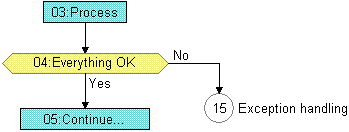 03:Process
04:Everything OK
No
Yes
15
Exception handling
05:Continue...